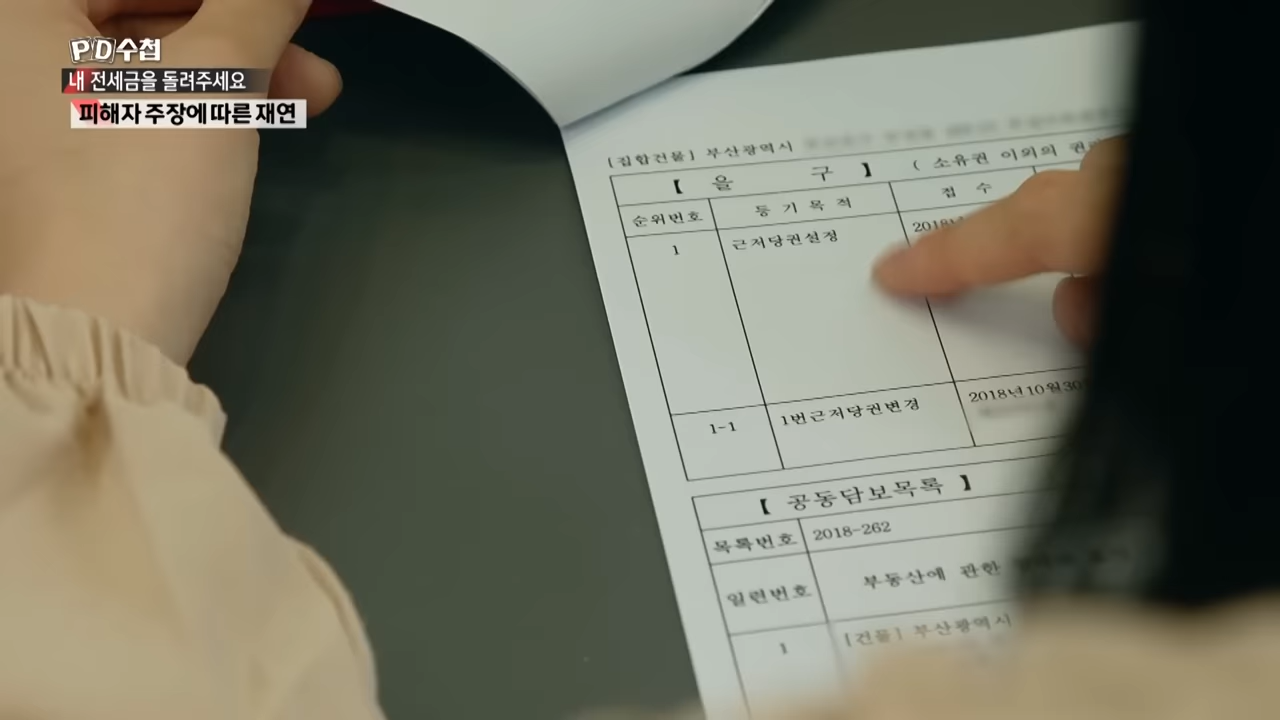 PD수첩
내 전세금을 돌려주세요
피해자 주장에 따른 재연
[집합건물] 부산광역시
【 을 구 】 ( 소유권 이외의
순위번호 등기목적 접수
1 근저당권설정 2018년
1-1 1번근저당권변경 2018년10월30
【 공동담보목록 】
목록번호 2018-262
일련번호 부동산에 관한
1 [건물] 부산광역시